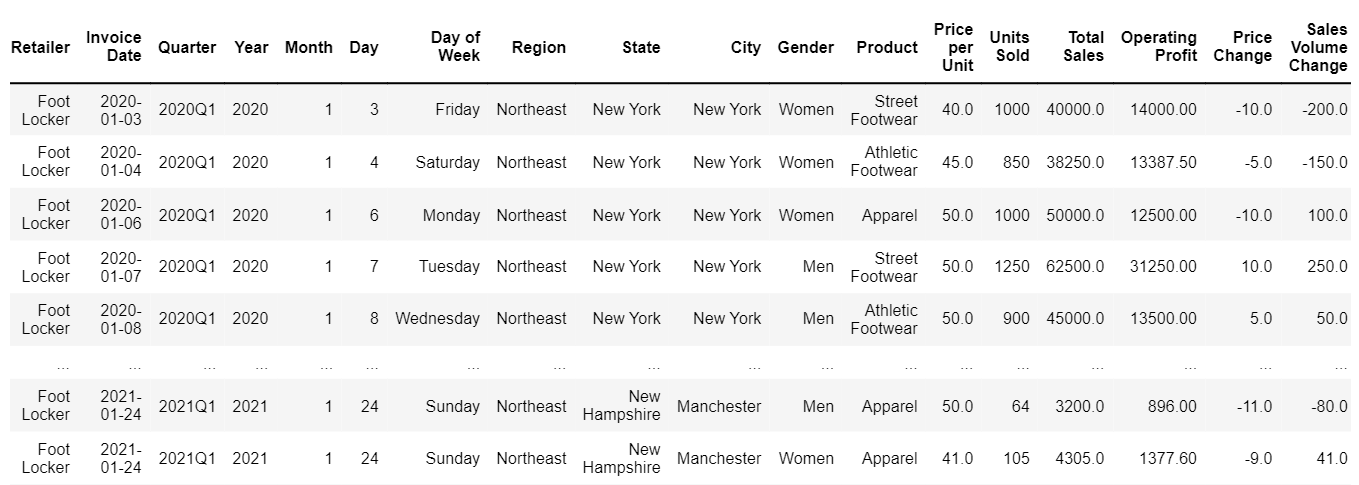 Retailer Invoice Date Quarter Year Month Day Day of Week Region State City Gender Product Price per Unit Units Sold Total Sales Operating Profit Price Change Sales Volume Change
Foot Locker 2020-01-03 2020Q1 2020 1 3 Friday Northeast New York New York Women Street Footwear 40.0 1000 40000.0 14000.00 -10.0 -200.0
Foot Locker 2020-01-04 2020Q1 2020 1 4 Saturday Northeast New York New York Women Athletic Footwear 45.0 850 38250.0 13387.50 -5.0 -150.0
Foot Locker 2020-01-06 2020Q1 2020 1 6 Monday Northeast New York New York Women Apparel 50.0 1000 50000.0 12500.00 -10.0 100.0
Foot Locker 2020-01-07 2020Q1 2020 1 7 Tuesday Northeast New York New York Men Street Footwear 50.0 1250 62500.0 31250.00 10.0 250.0
Foot Locker 2020-01-08 2020Q1 2020 1 8 Wednesday Northeast New York New York Men Athletic Footwear 50.0 900 45000.0 13500.00 5.0 50.0
... ... ... ... ... ... ... ... ... ... ... ... ... ... ... ... ... ...
Foot Locker 2021-01-24 2021Q1 2021 1 24 Sunday Northeast New Hampshire Manchester Men Apparel 50.0 64 3200.0 896.00 -11.0 -80.0
Foot Locker 2021-01-24 2021Q1 2021 1 24 Sunday Northeast New Hampshire Manchester Women Apparel 41.0 105 4305.0 1377.60 -9.0 41.0